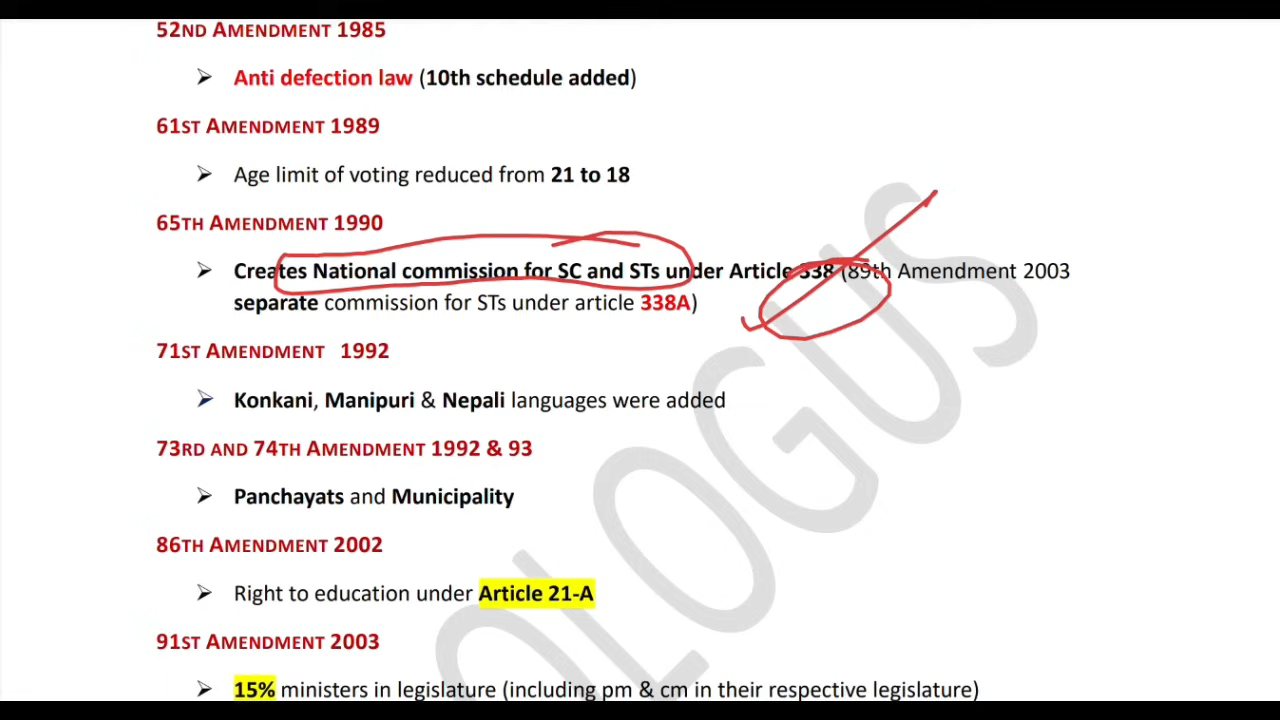 52ND AMENDMENT 1985
➢ Anti defection law (10th schedule added)
61ST AMENDMENT 1989
➢ Age limit of voting reduced from 21 to 18
65TH AMENDMENT 1990
➢ Creates National commission for SC and STs under Article 338 (89th Amendment 2003
separate commission for STs under article 338A)
71ST AMENDMENT 1992
➢ Konkani, Manipuri & Nepali languages were added
73RD AND 74TH AMENDMENT 1992 & 93
➢ Panchayats and Municipality
86TH AMENDMENT 2002
➢ Right to education under Article 21-A
91ST AMENDMENT 2003
➢ 15% ministers in legislature (including pm & cm in their respective legislature)
OLOGUS